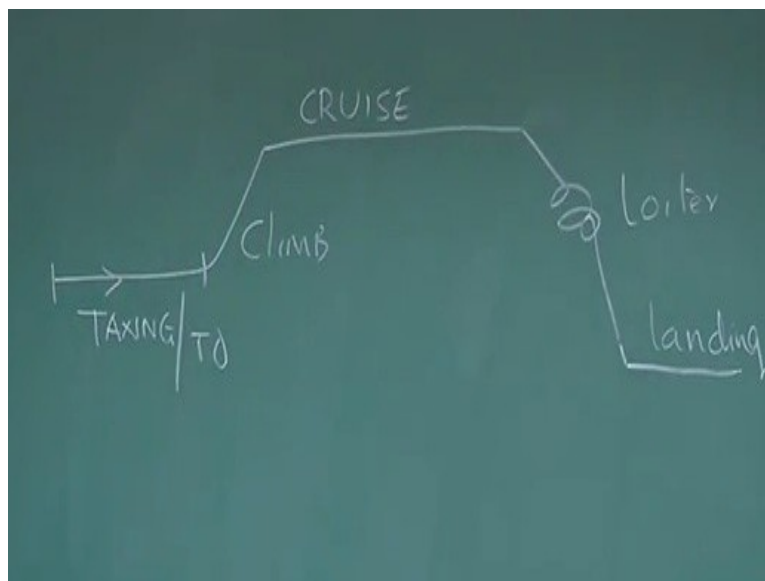 CRUISE
loiter
ClimB
TAXING/TO
landing